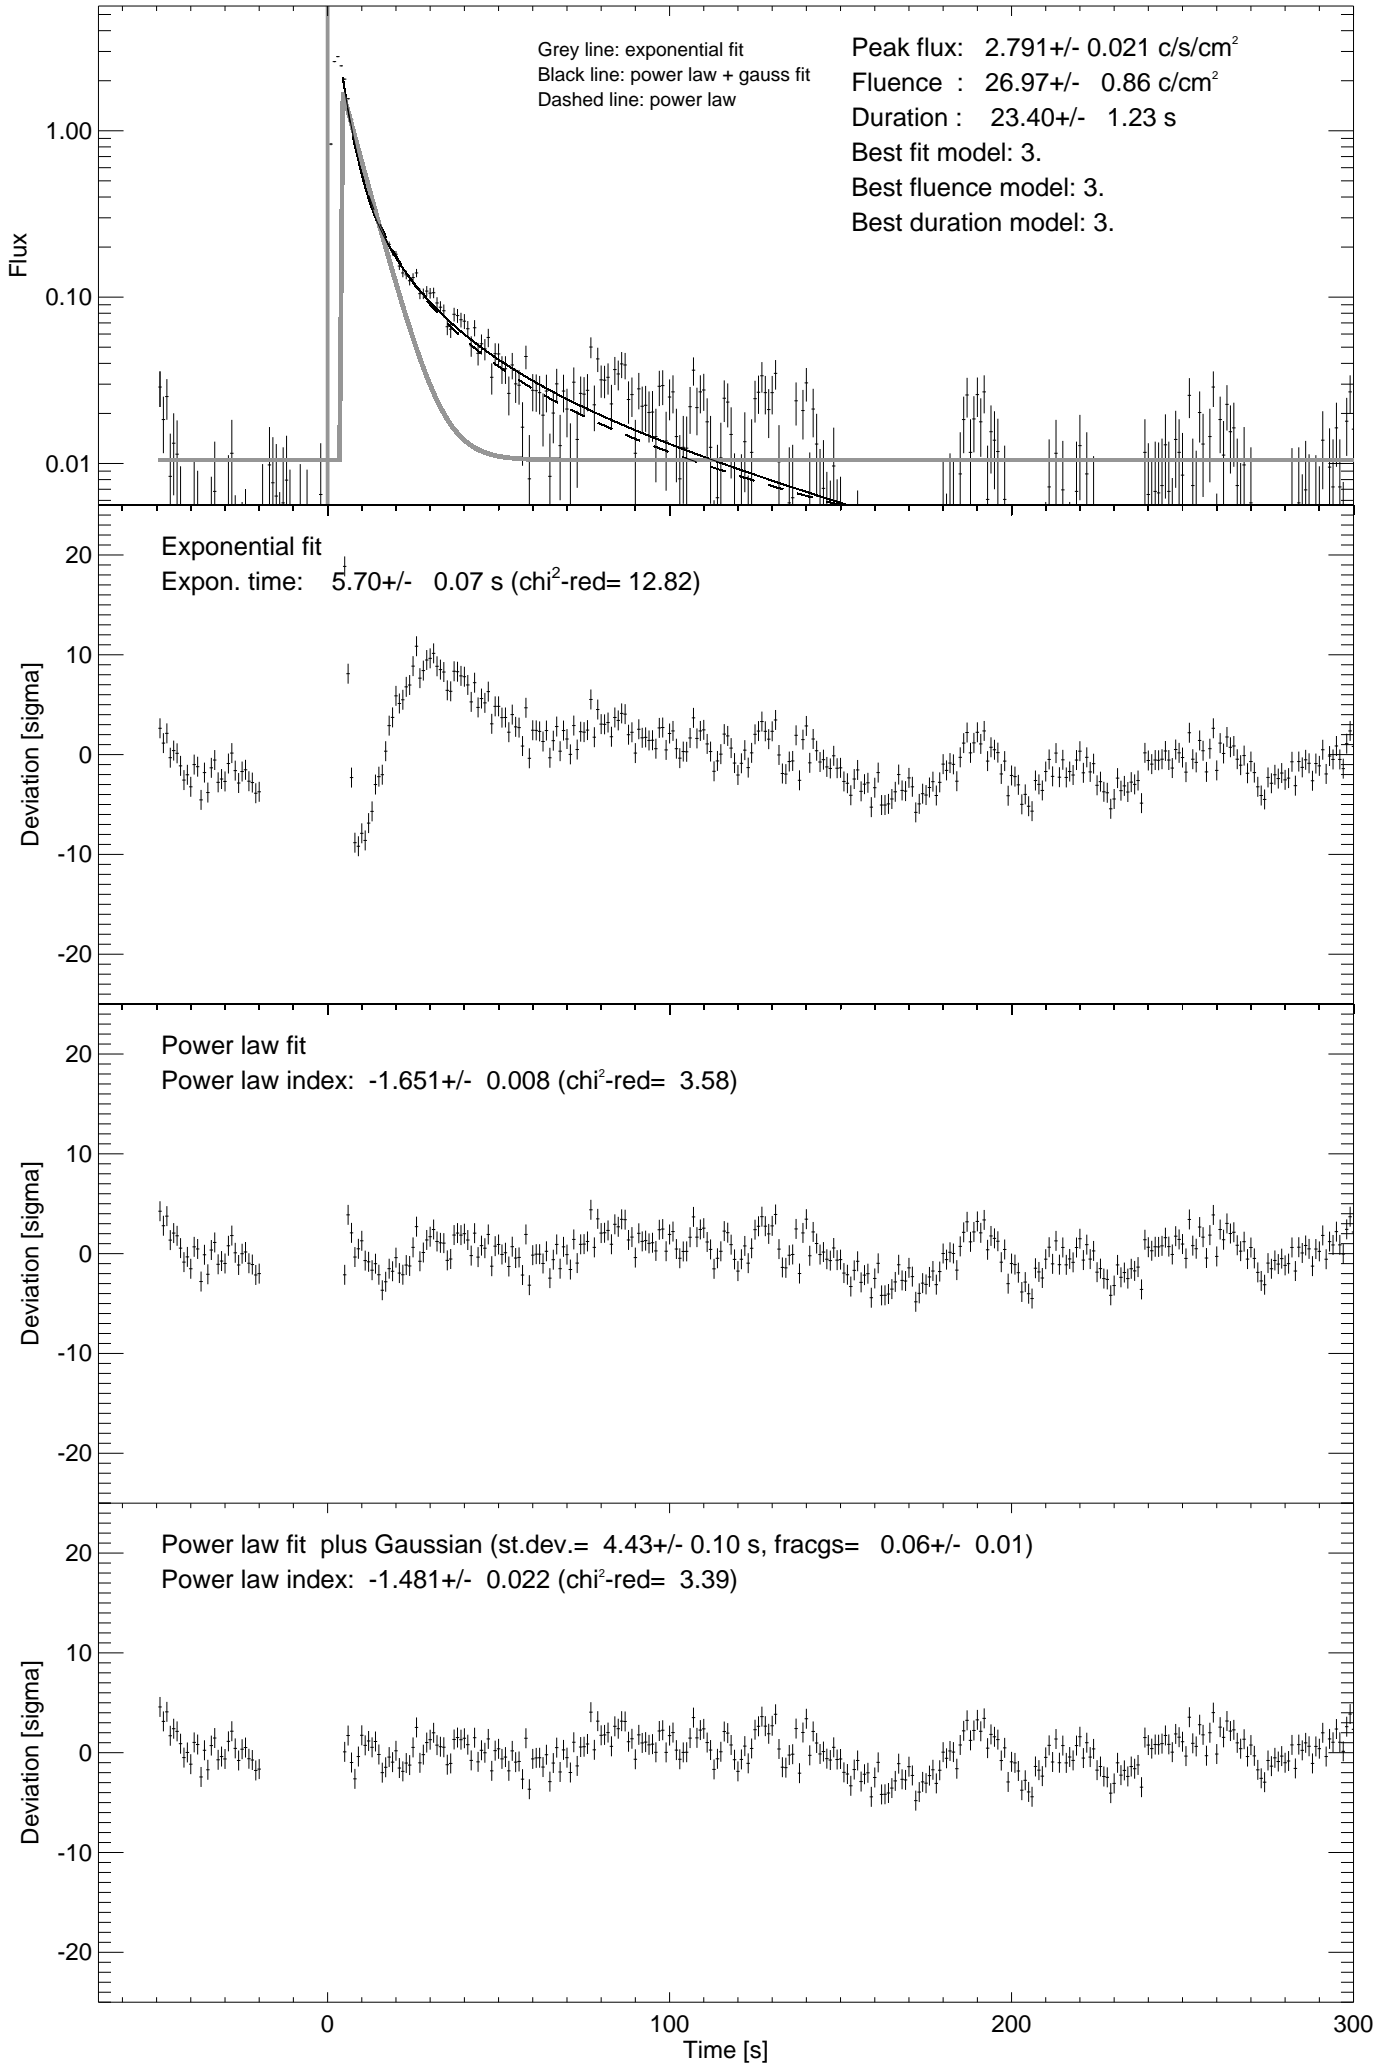 Grey line: exponential fit
Black line: power law + gauss fit
Dashed line: power law
Peak flux: 2.791+/- 0.021 c/s/cm²
Fluence : 26.97+/- 0.86 c/cm²
Duration : 23.40+/- 1.23 s
Best fit model: 3.
Best fluence model: 3.
Best duration model: 3.
Flux
1.00
0.10
0.01
Exponential fit
Expon. time: 5.70+/- 0.07 s (chi²-red= 12.82)
Deviation [sigma]
20
10
0
-10
-20
Power law fit
Power law index: -1.651+/- 0.008 (chi²-red= 3.58)
Deviation [sigma]
20
10
0
-10
-20
Power law fit plus Gaussian (st.dev.= 4.43+/- 0.10 s, fracgs= 0.06+/- 0.01)
Power law index: -1.481+/- 0.022 (chi²-red= 3.39)
Deviation [sigma]
20
10
0
-10
-20
0 100 200 300
Time [s]